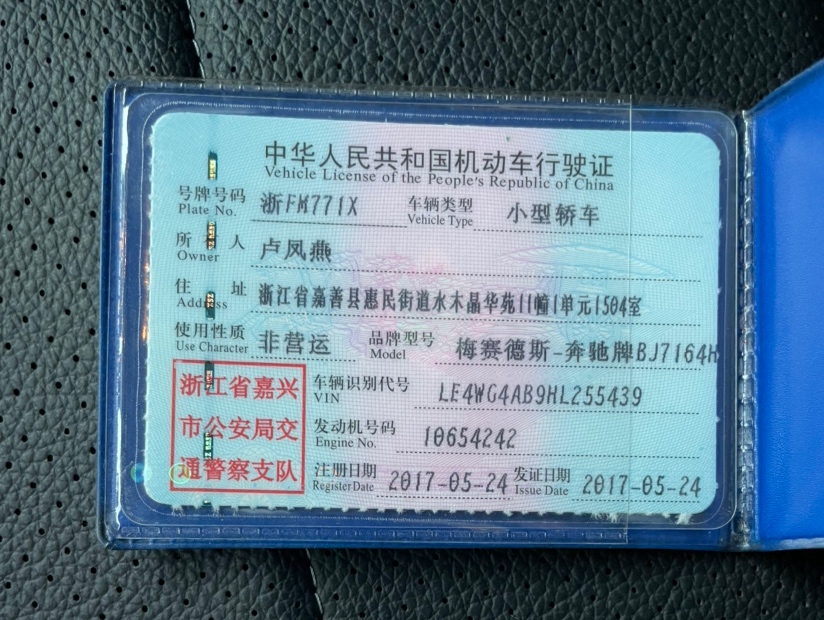 中华人民共和国机动车行驶证
Vehicle License of the People's Republic of China
号牌号码 浙FM771X 车辆类型 小型轿车
Plate No. Vehicle Type
所 有 人 卢凤燕
Owner
住 址 浙江省嘉善县惠民街道水木晶华苑11幢1单元1504室
Address
使用性质 非营运 品牌型号 梅赛德斯-奔驰牌BJ7164H
Use Character Model
浙江省嘉兴
市公安局交
通警察支队
车辆识别代号 LE4WG4AB9HL255439
VIN
发动机号码 10654242
Engine No.
注册日期 2017-05-24 发证日期 2017-05-24
Register Date Issue Date